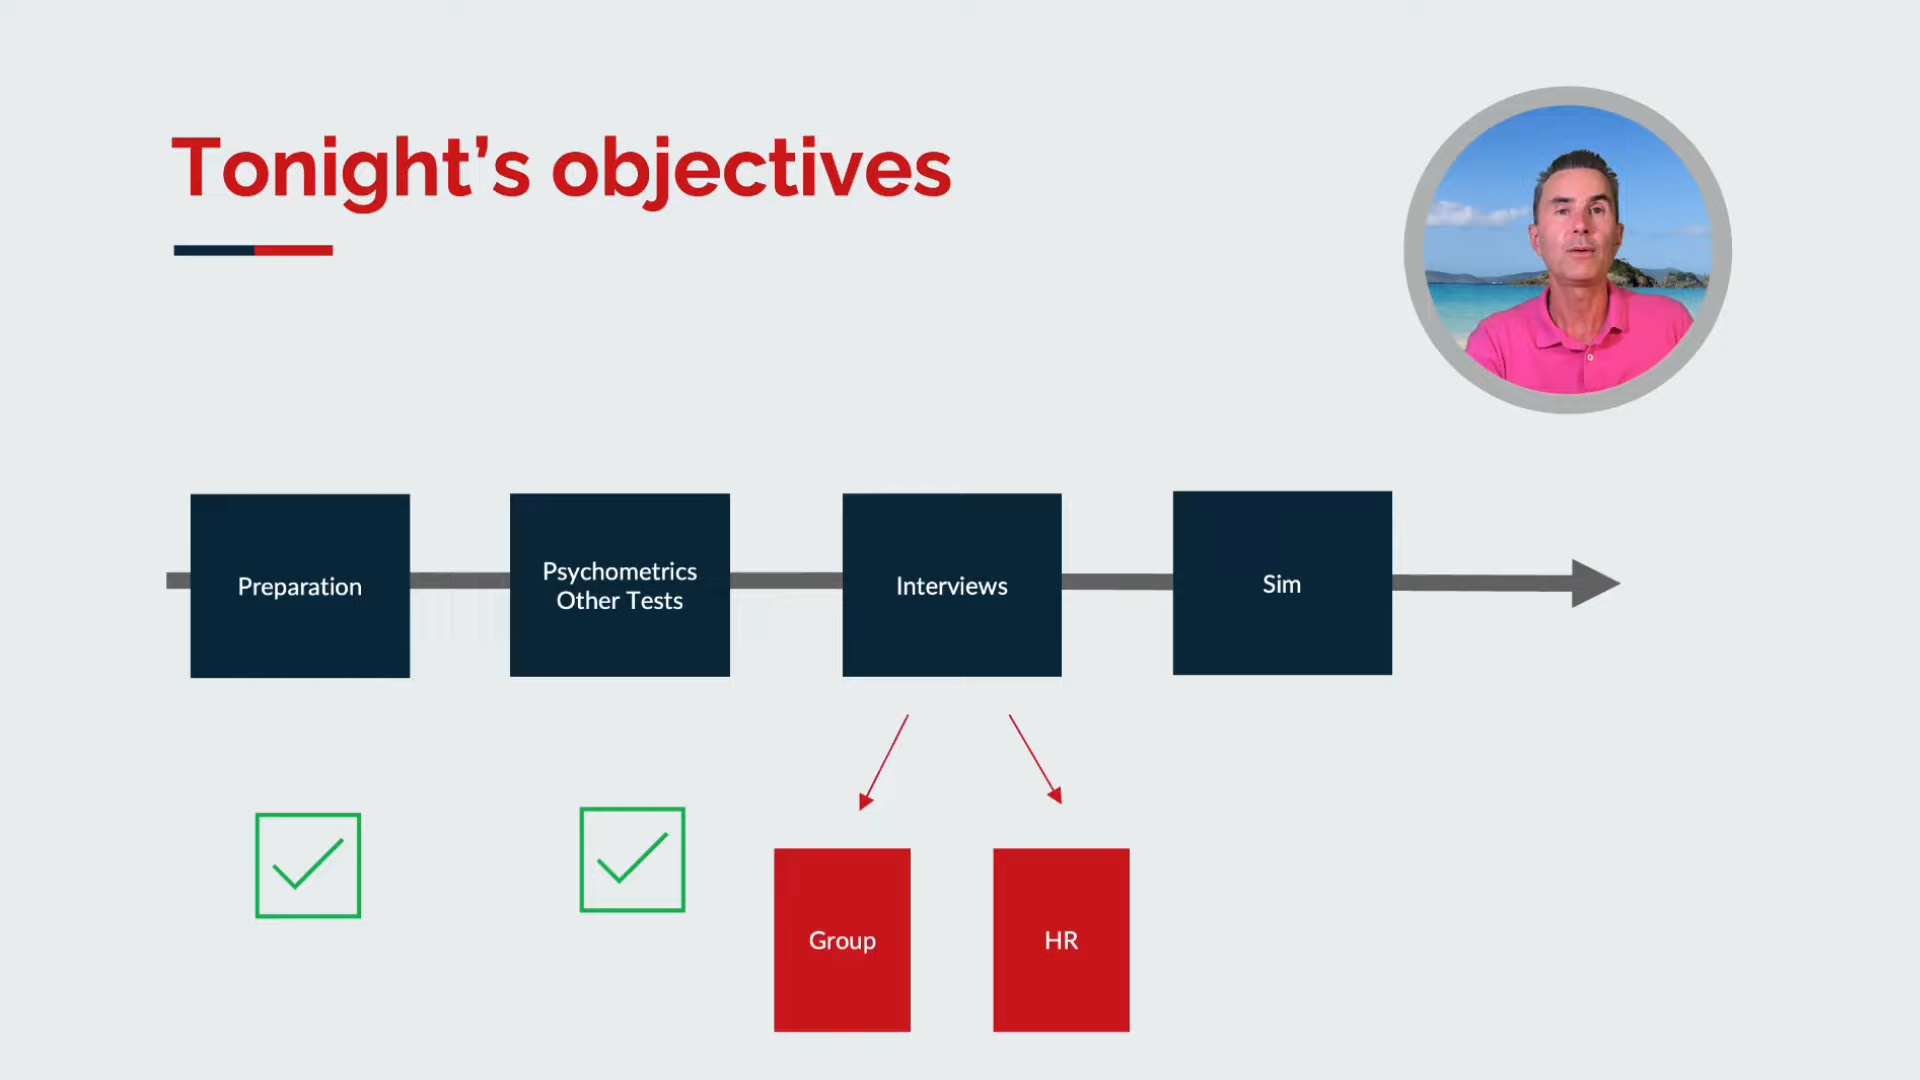 Tonight’s objectives
Preparation
Psychometrics
Other Tests
Interviews
Sim
Group
HR